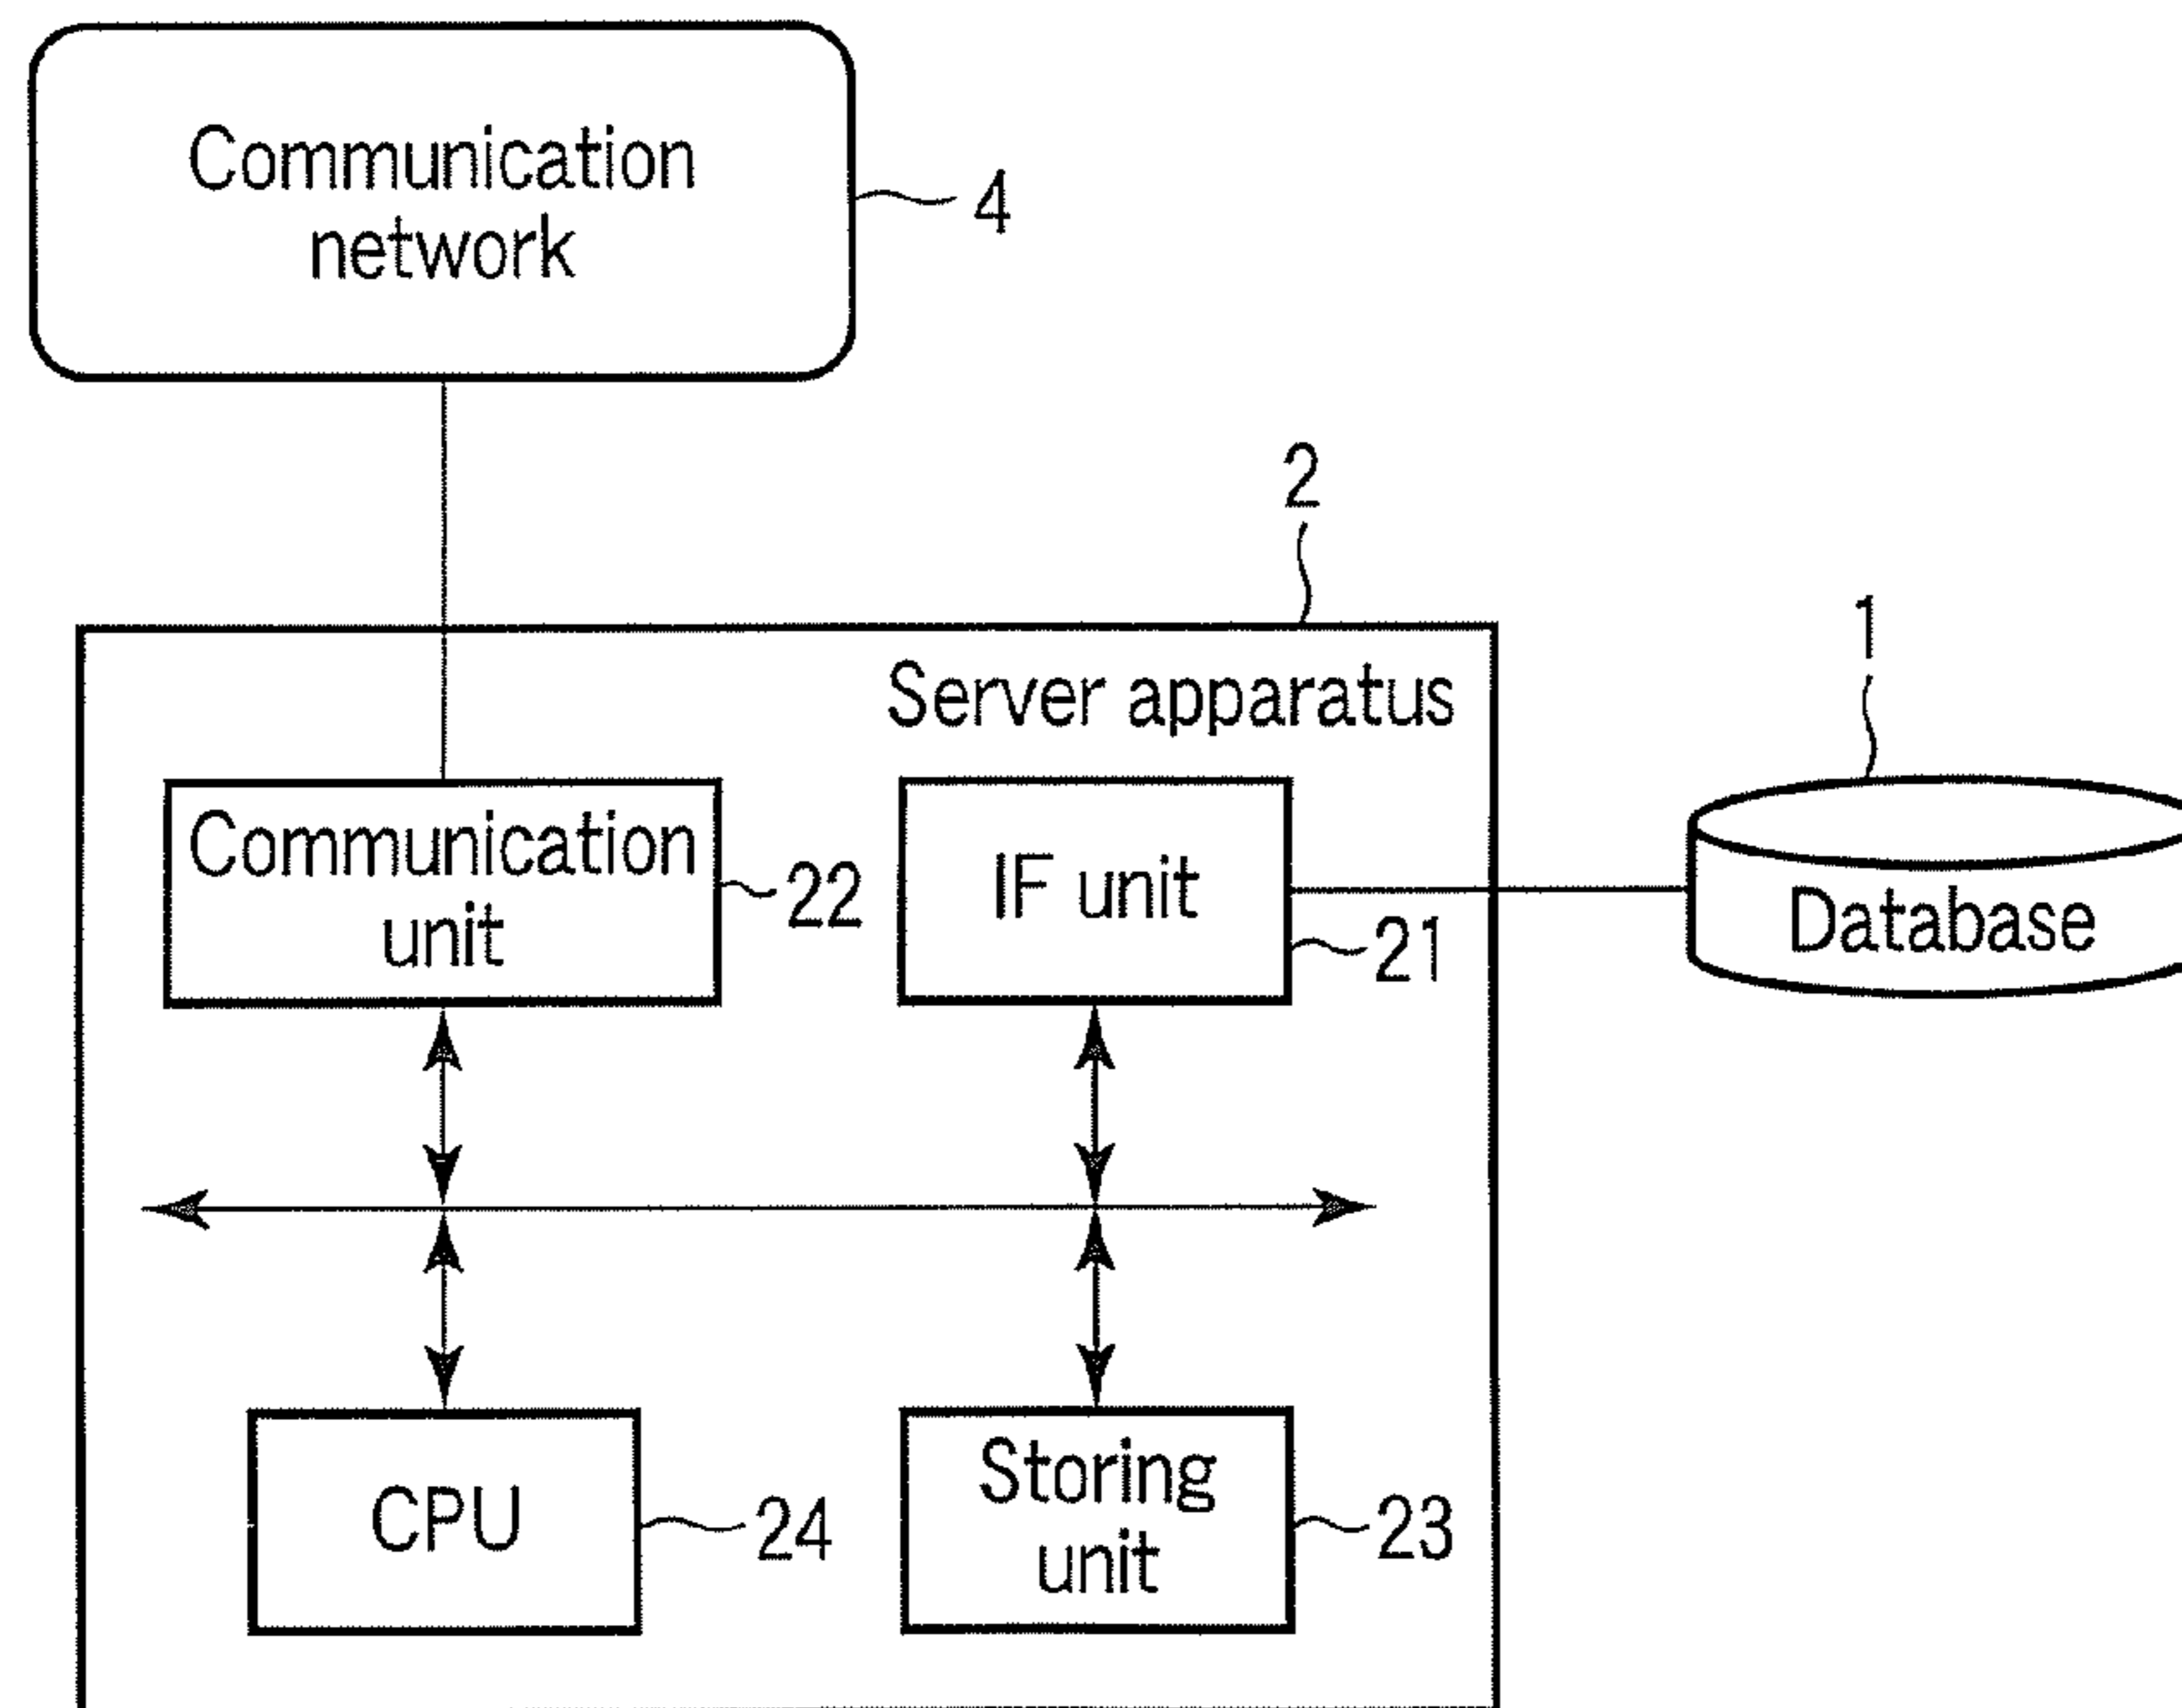 Communication
network
4
2
1
Server apparatus
Communication
unit
22
IF unit
21
Database
CPU
24
Storing
unit
23